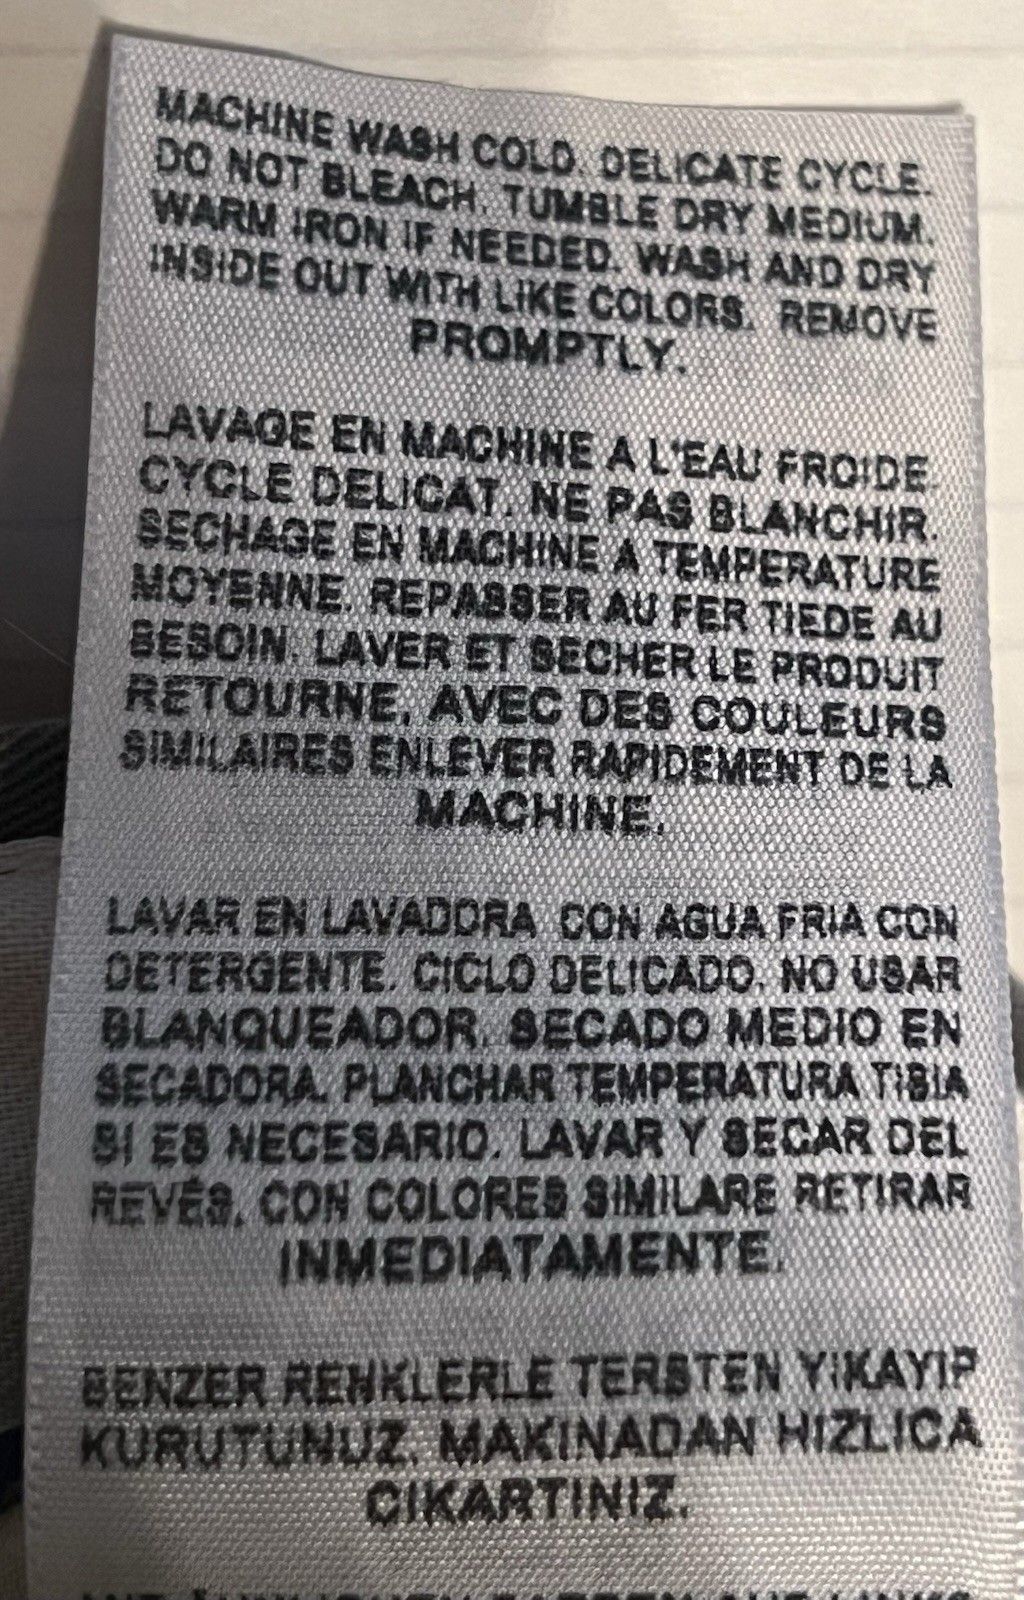 MACHINE WASH COLD. DELICATE CYCLE.
DO NOT BLEACH. TUMBLE DRY MEDIUM.
WARM IRON IF NEEDED. WASH AND DRY
INSIDE OUT WITH LIKE COLORS. REMOVE
PROMPTLY.
LAVAGE EN MACHINE A L'EAU FROIDE.
CYCLE DELICAT. NE PAS BLANCHIR.
SECHAGE EN MACHINE A TEMPERATURE
MOYENNE. REPASSER AU FER TIEDE AU
BESOIN. LAVER ET SECHER LE PRODUIT
RETOURNE, AVEC DES COULEURS
SIMILAIRES ENLEVER RAPIDEMENT DE LA
MACHINE.
LAVAR EN LAVADORA CON AGUA FRIA CON
DETERGENTE. CICLO DELICADO. NO USAR
BLANQUEADOR. SECADO MEDIO EN
SECADORA. PLANCHAR TEMPERATURA TIBIA
SI ES NECESARIO. LAVAR Y SECAR DEL
REVÉS, CON COLORES SIMILARE RETIRAR
INMEDIATAMENTE.
BENZER RENKLERLE TERSTEN YIKAYIP
KURUTUNUZ. MAKINADAN HIZLICA
CIKARTINIZ.